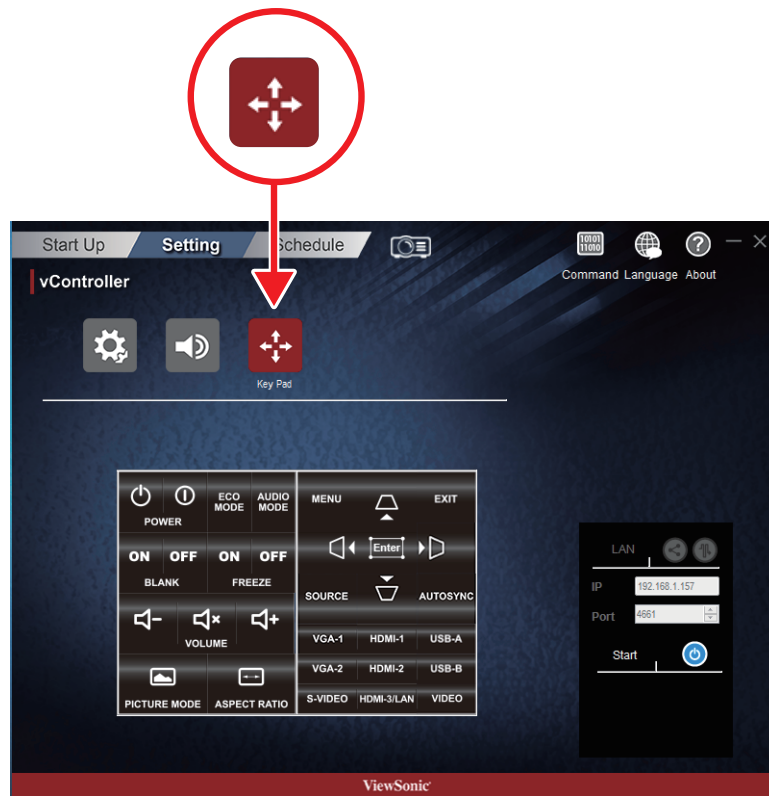 Start Up
Setting
Schedule
10101
11010
Command
Language
?
About
vController
Key Pad
POWER
ECO
MODE
AUDIO
MODE
MENU
EXIT
ON OFF
BLANK
ON OFF
FREEZE
Enter
SOURCE
AUTOSYNC
VOLUME
PICTURE MODE
ASPECT RATIO
VGA-1 HDMI-1 USB-A
VGA-2 HDMI-2 USB-B
S-VIDEO HDMI-3/LAN VIDEO
LAN
IP 192.168.1.157
Port 4661
Start
ViewSonic